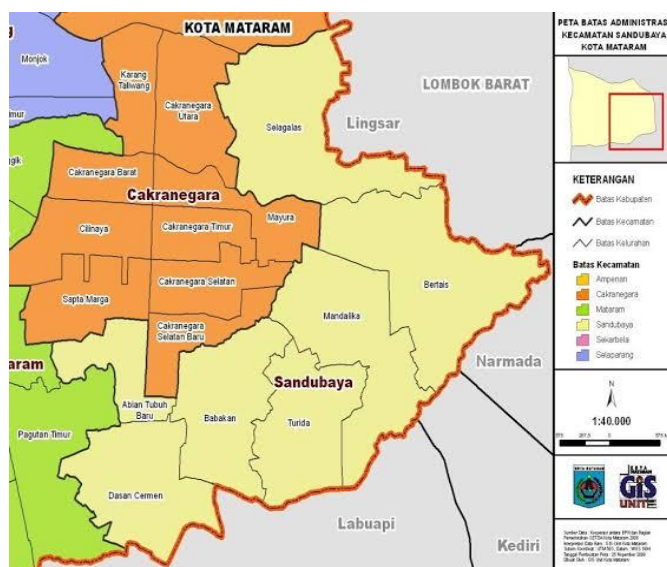 KOTA MATARAM
Monjok
Karang
Taliwang
Cakranegara
Utara
Selagalas
LOMBOK BARAT
Lingsar
Cakranegara Barat
Cakranegara
Mayura
Cilinaya
Cakranegara Timur
Cakranegara Selatan
Sapta Marga
Cakranegara
Selatan Baru
Bertais
Mandalika
Narmada
Sandubaya
Abian Tubuh
Baru
Babakan
Turida
Pagutan Timur
Dasan Cermen
Labuapi
Kediri
PETA BATAS ADMINISTRAS
KECAMATAN SANDUBAYA
KOTA MATARAM
KETERANGAN
Batas Kabupaten
Batas Kecamatan
Batas Kelurahan
Batas Kecamatan
Ampenan
Cakranegara
Mataram
Sandubaya
Sekarbela
Selaparang
N
1:40.000
GIS
UNIT